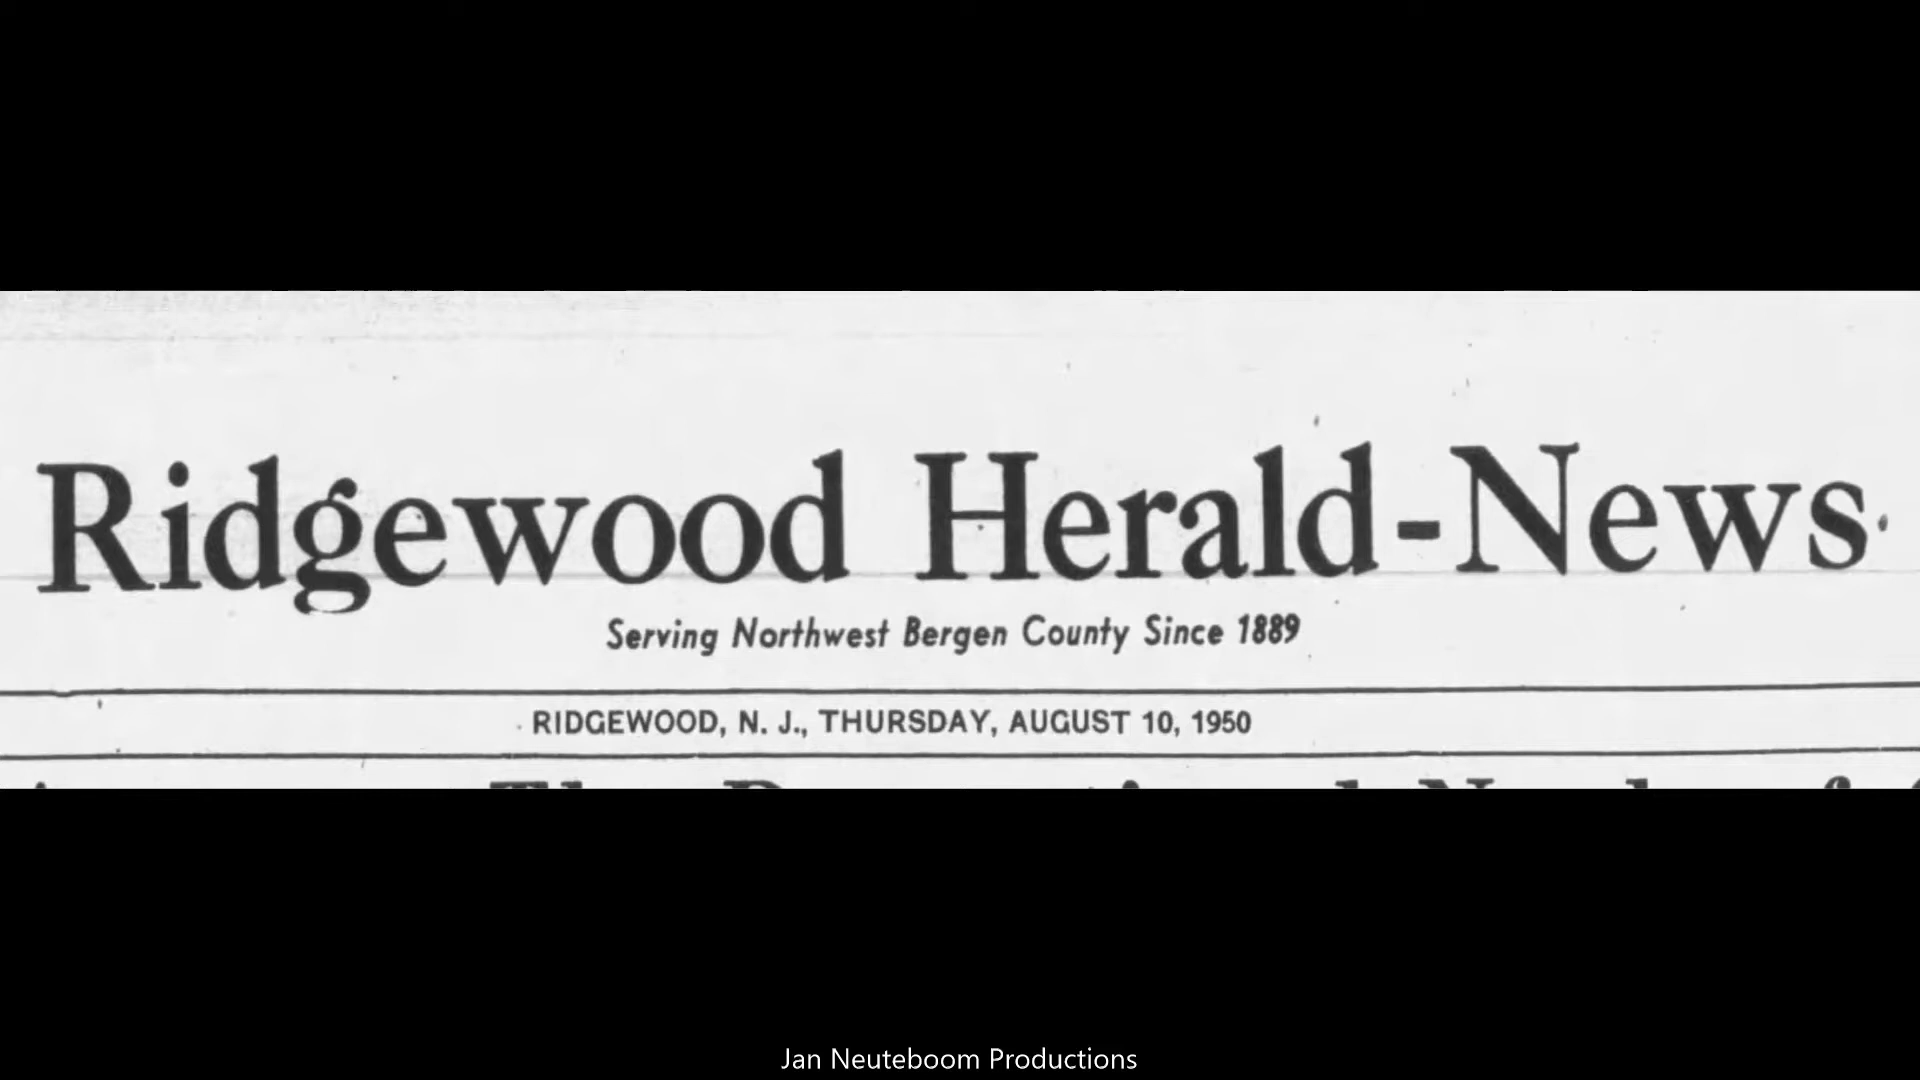 Ridgewood Herald-News
Serving Northwest Bergen County Since 1889
RIDGEWOOD, N. J., THURSDAY, AUGUST 10, 1950
Jan Neuteboom Productions